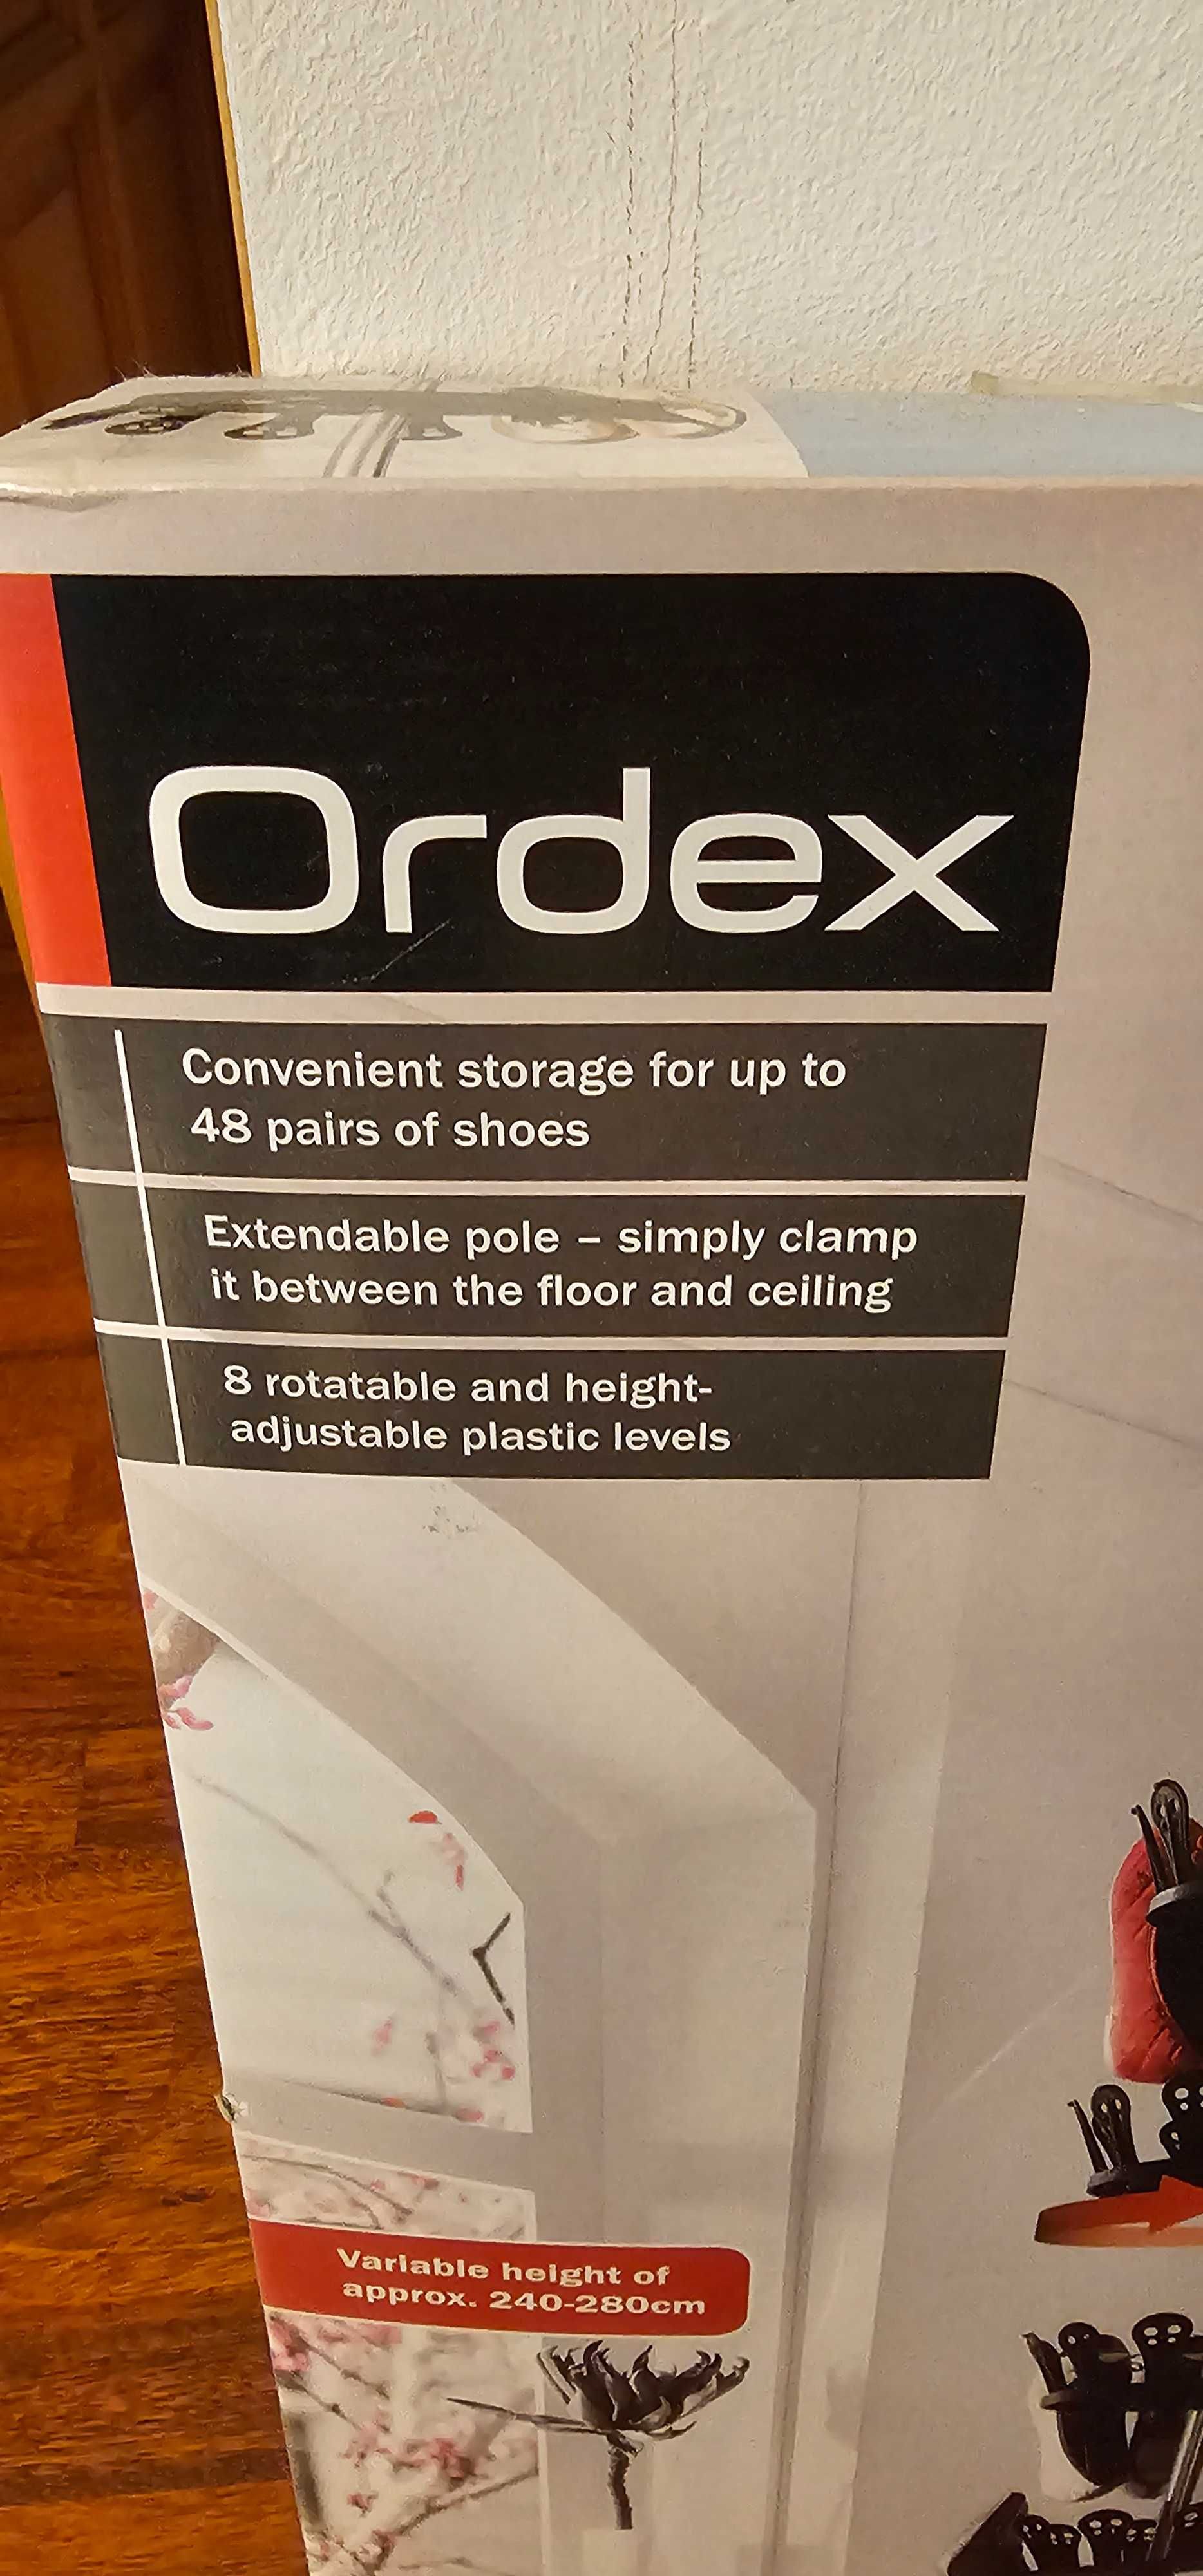 Ordex
Convenient storage for up to
48 pairs of shoes
Extendable pole – simply clamp
it between the floor and ceiling
8 rotatable and height-
adjustable plastic levels
Variable height of
approx. 240-280cm